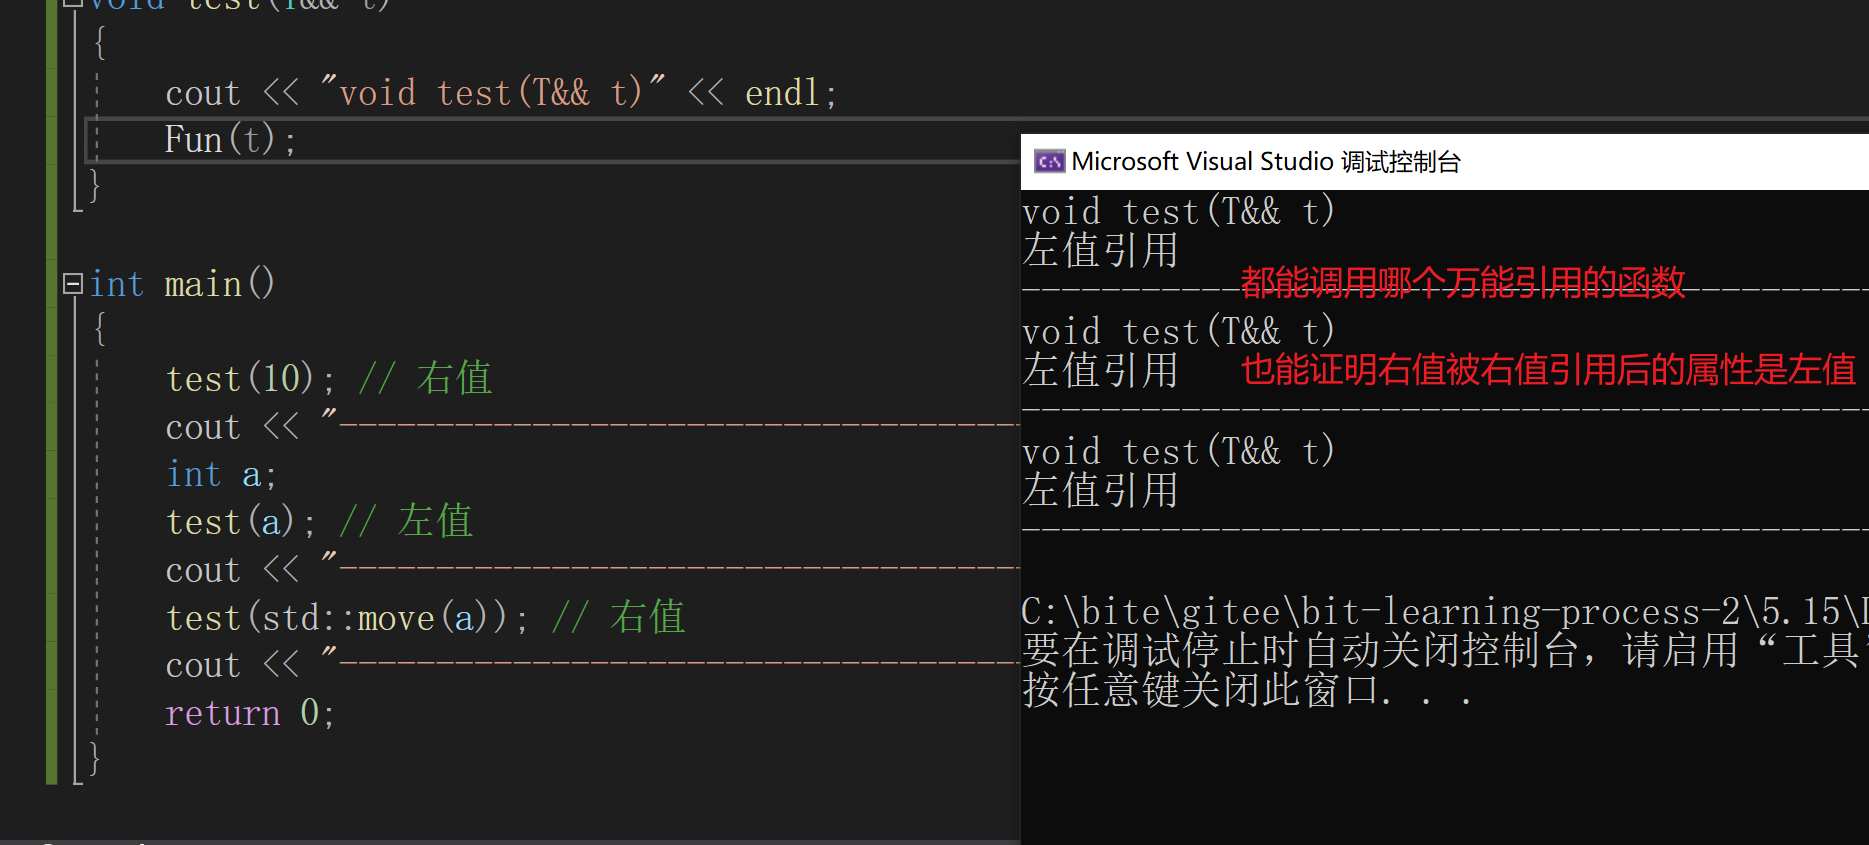 void test(T&& t)
{
cout << "void test(T&& t)" << endl;
Fun(t);
}
int main()
{
test(10); // 右值
cout << "-----------------------------------
int a;
test(a); // 左值
cout << "-----------------------------------
test(std::move(a)); // 右值
cout << "-----------------------------------
return 0;
}
Microsoft Visual Studio 调试控制台
void test(T&& t)
左值引用
都能调用哪个万能引用的函数
void test(T&& t)
左值引用 也能证明右值被右值引用后的属性是左值
-------------------------------------------
void test(T&& t)
左值引用
-------------------------------------------
C:\bite\gitee\bit-learning-process-2\5.15\
要在调试停止时自动关闭控制台，请启用“工具”
按任意键关闭此窗口. . .